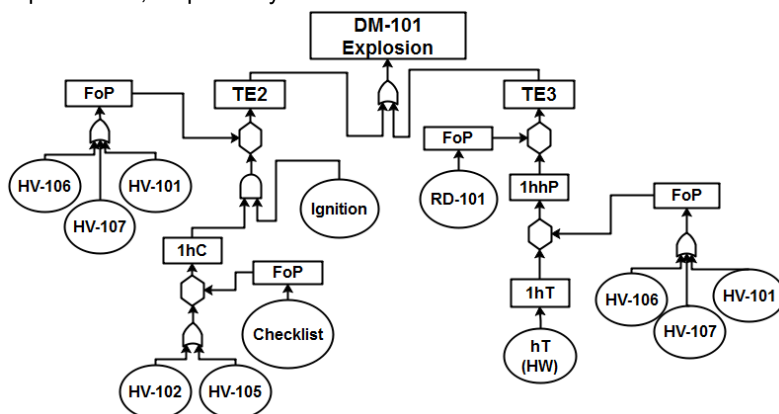 DM-101
Explosion
FoP
TE2
TE3
FoP
HV-106
HV-107
HV-101
Ignition
RD-101
1hhP
FoP
1hC
FoP
Checklist
1hT
HV-106
HV-107
HV-101
HV-102
HV-105
hT
(HW)